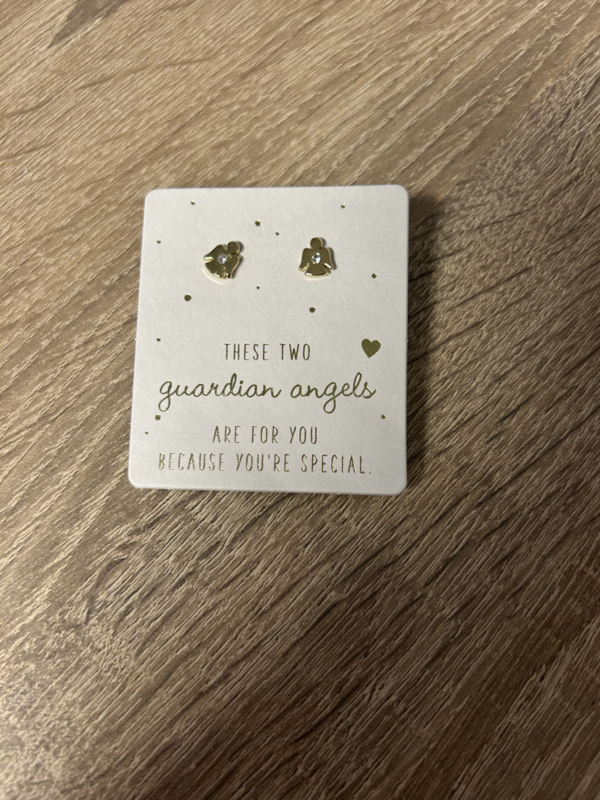 THESE TWO
guardian angels
ARE FOR YOU
BECAUSE YOU'RE SPECIAL.